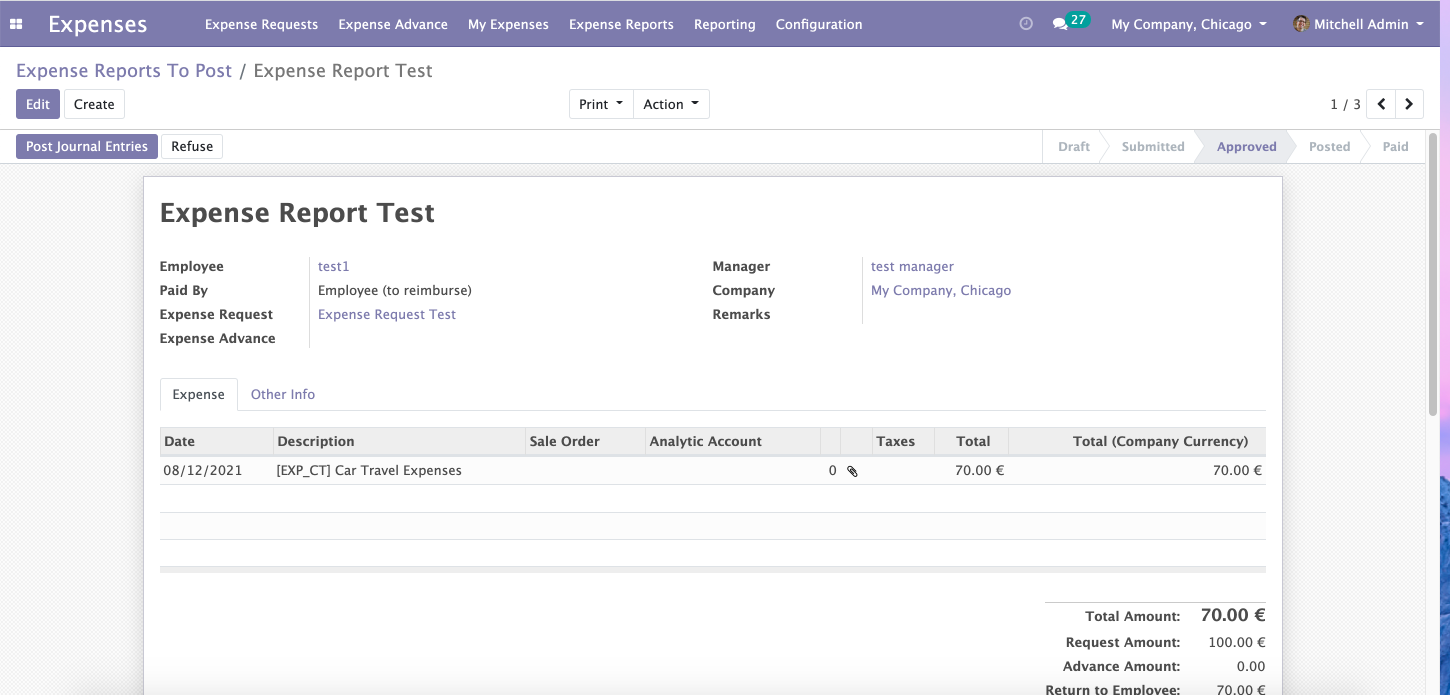 Expenses Expense Requests Expense Advance My Expenses Expense Reports Reporting Configuration 27 My Company, Chicago Mitchell Admin
Expense Reports To Post / Expense Report Test
Edit Create Print Action 1 / 3
Post Journal Entries Refuse Draft Submitted Approved Posted Paid
Expense Report Test
Employee test1 Manager test manager
Paid By Employee (to reimburse) Company My Company, Chicago
Expense Request Expense Request Test Remarks
Expense Advance
Expense Other Info
Date Description Sale Order Analytic Account Taxes Total Total (Company Currency)
08/12/2021 [EXP_CT] Car Travel Expenses 0 70.00 € 70.00 €
Total Amount: 70.00 €
Request Amount: 100.00 €
Advance Amount: 0.00
Return to Employee: 70.00 €